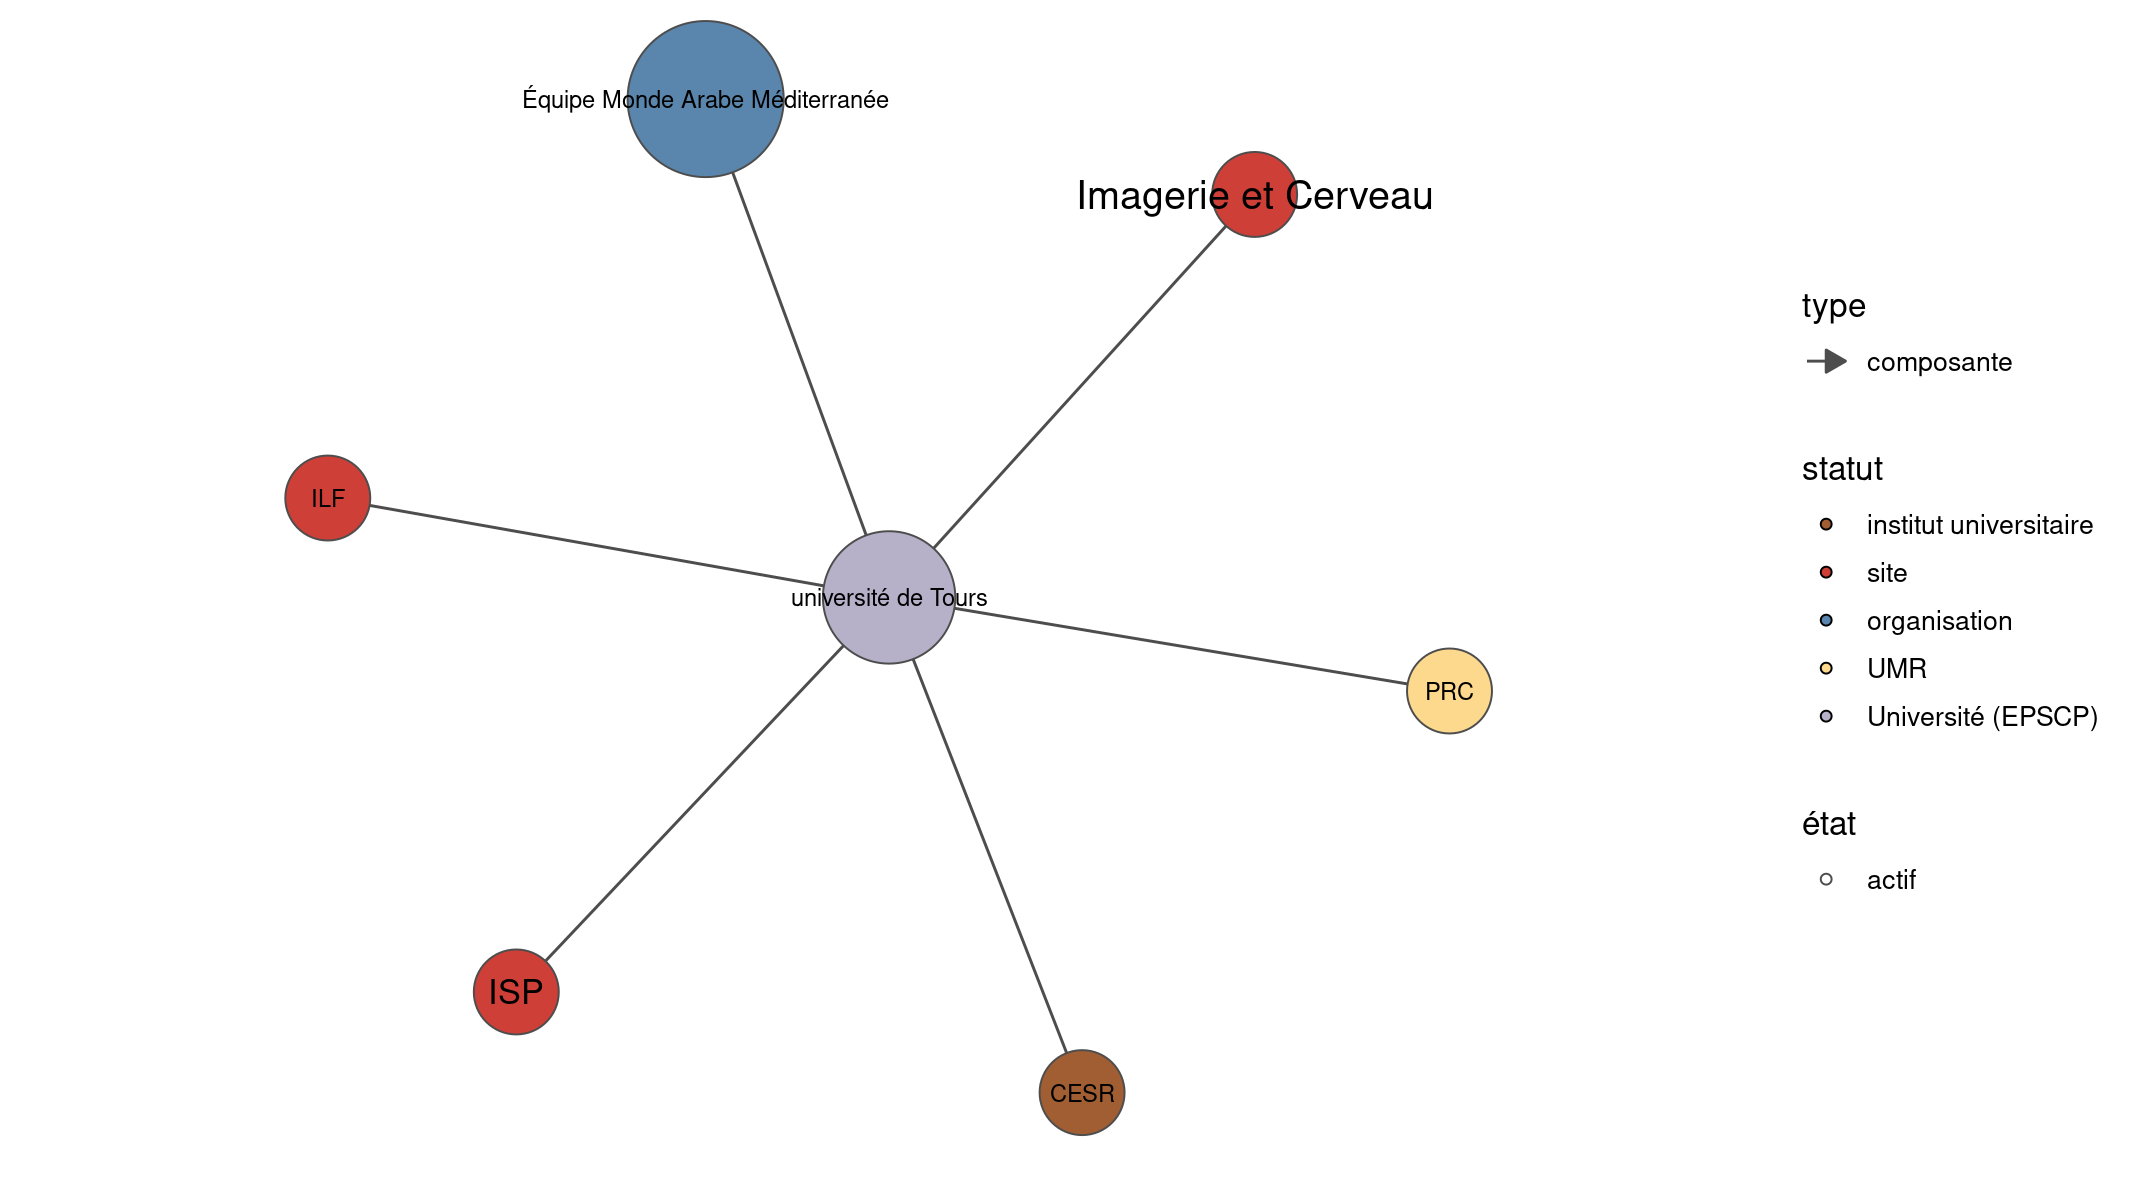 Équipe Monde Arabe Méditerranée
Imagerie et Cerveau
ILF
université de Tours
PRC
ISP
CESR
type
composante
statut
institut universitaire
site
organisation
UMR
Université (EPSCP)
état
actif